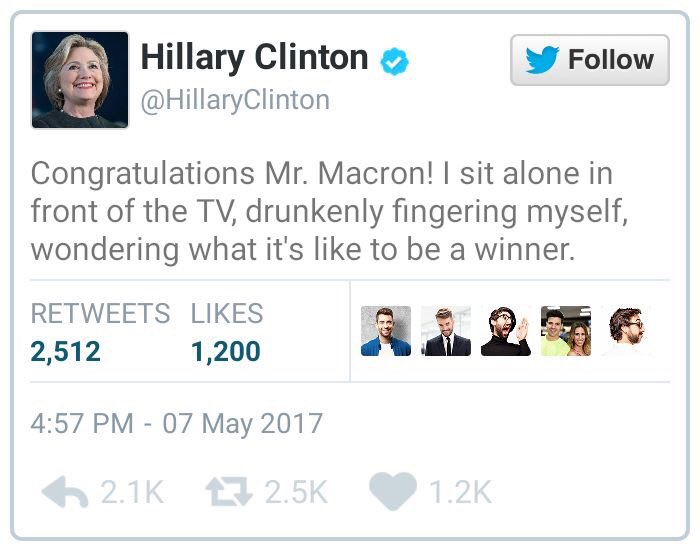 Hillary Clinton
Follow
@HillaryClinton
Congratulations Mr. Macron! I sit alone in
front of the TV, drunkenly fingering myself,
wondering what it's like to be a winner.
RETWEETS LIKES
2,512 1,200
4:57 PM - 07 May 2017
2.1K 2.5K 1.2K